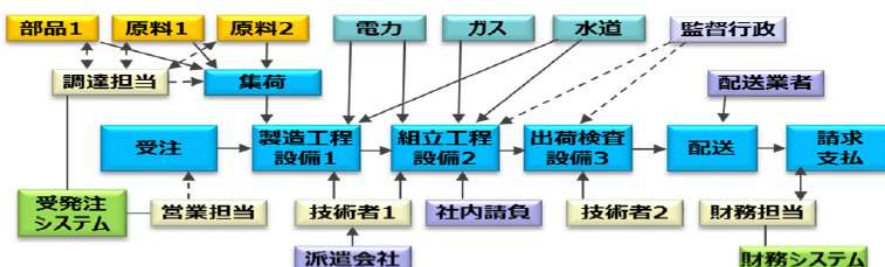 部品1
原料1
原料2
電力
ガス
水道
監督行政
調達担当
集荷
配送業者
受注
製造工程
設備1
組立工程
設備2
出荷検査
設備3
配送
請求
支払
受発注
システム
営業担当
技術者1
社内請負
技術者2
財務担当
派遣会社
財務システム